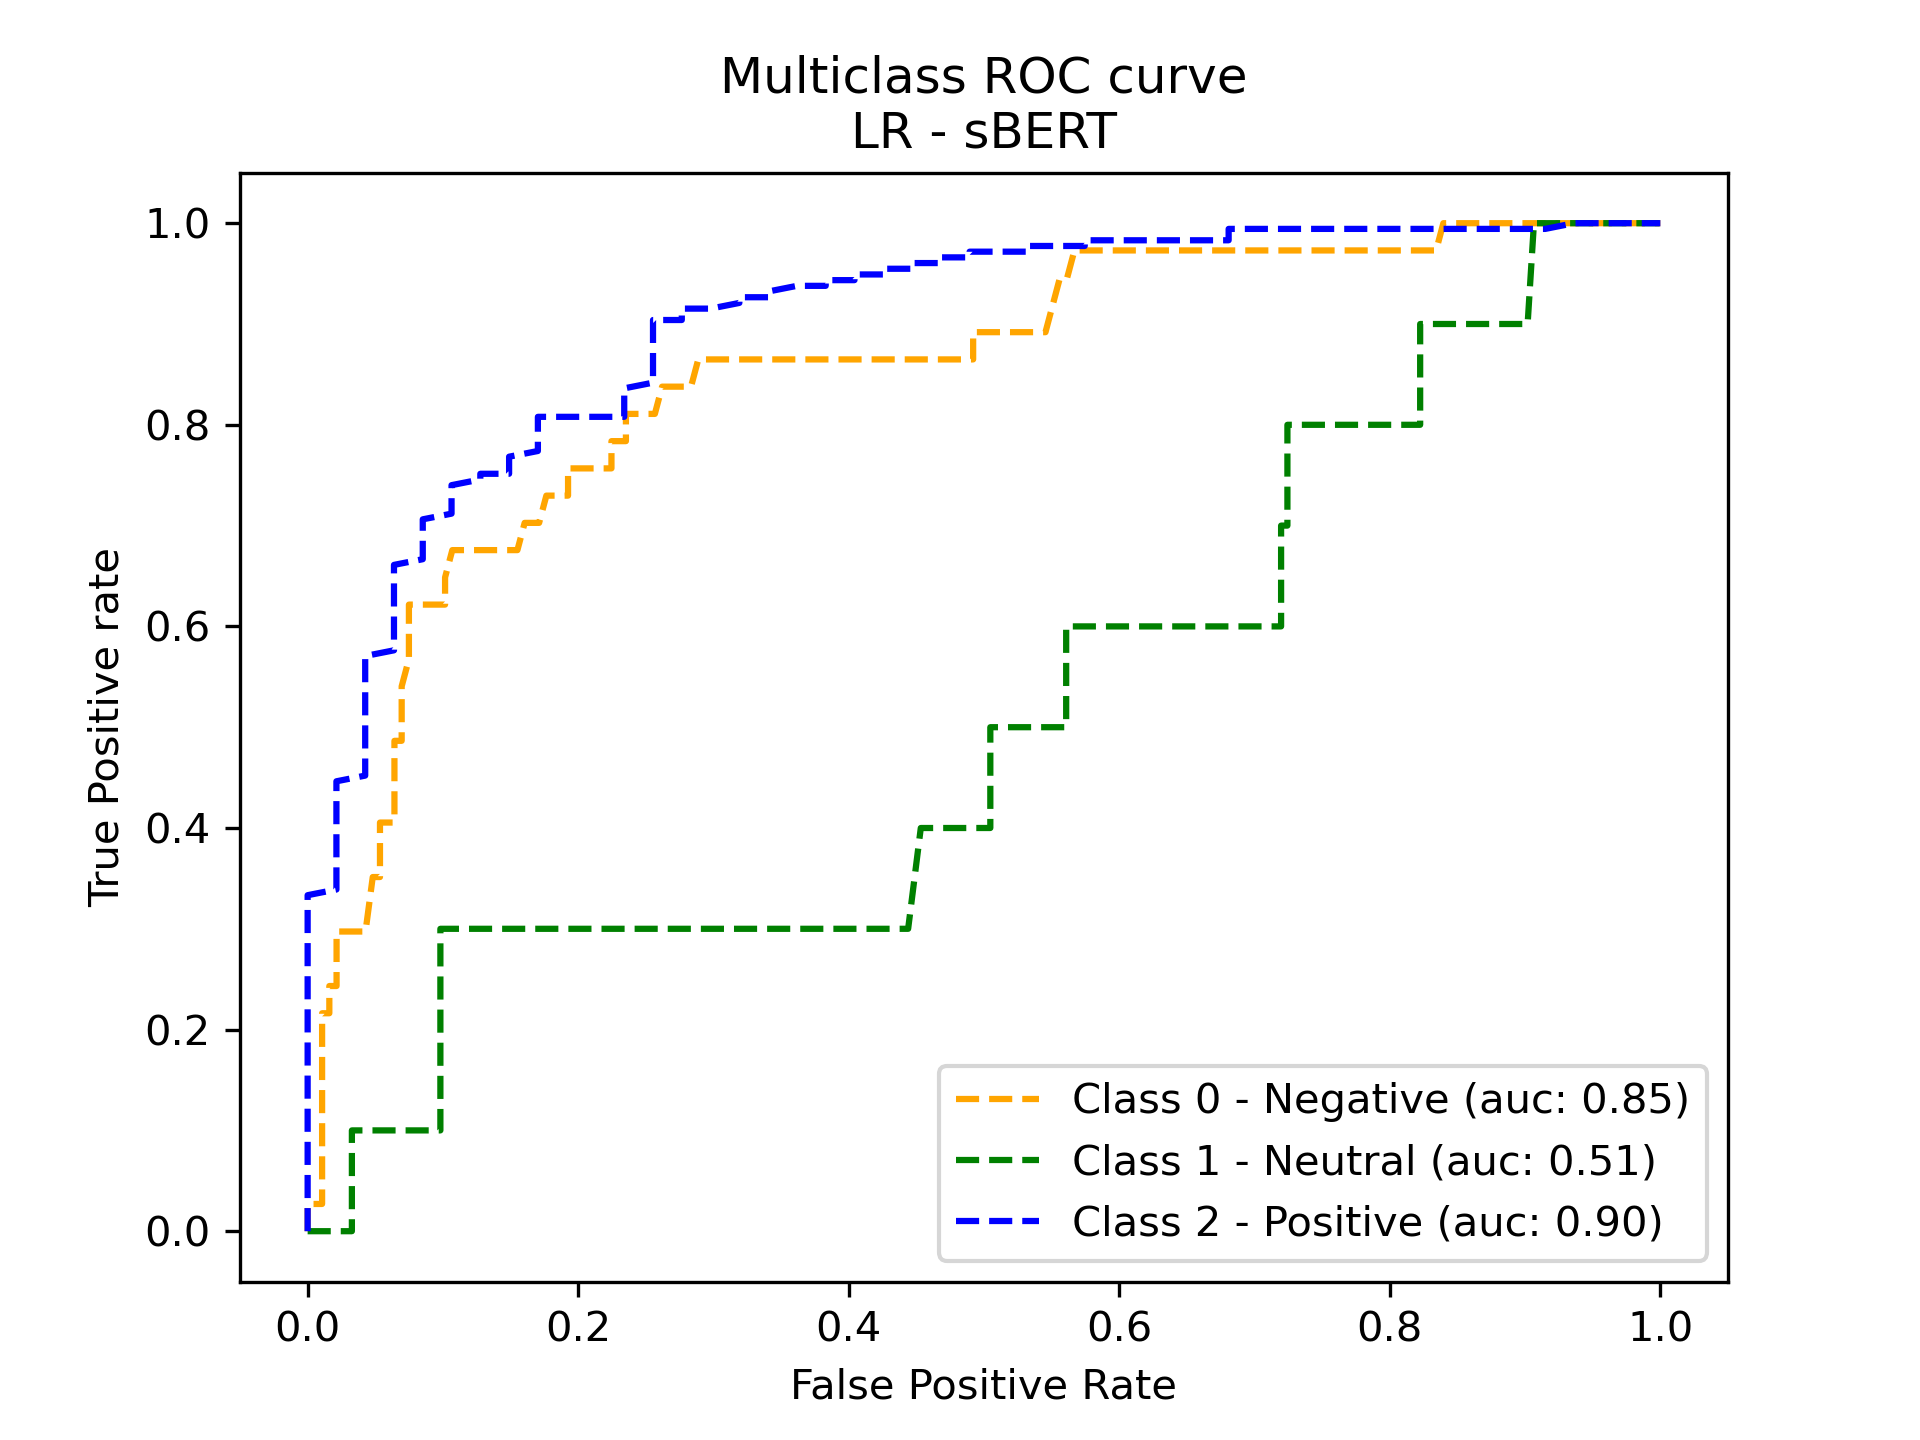 Multiclass ROC curve
LR - sBERT
True Positive rate
1.0
0.8
0.6
0.4
0.2
0.0
Class 0 - Negative (auc: 0.85)
Class 1 - Neutral (auc: 0.51)
Class 2 - Positive (auc: 0.90)
0.0 0.2 0.4 0.6 0.8 1.0
False Positive Rate